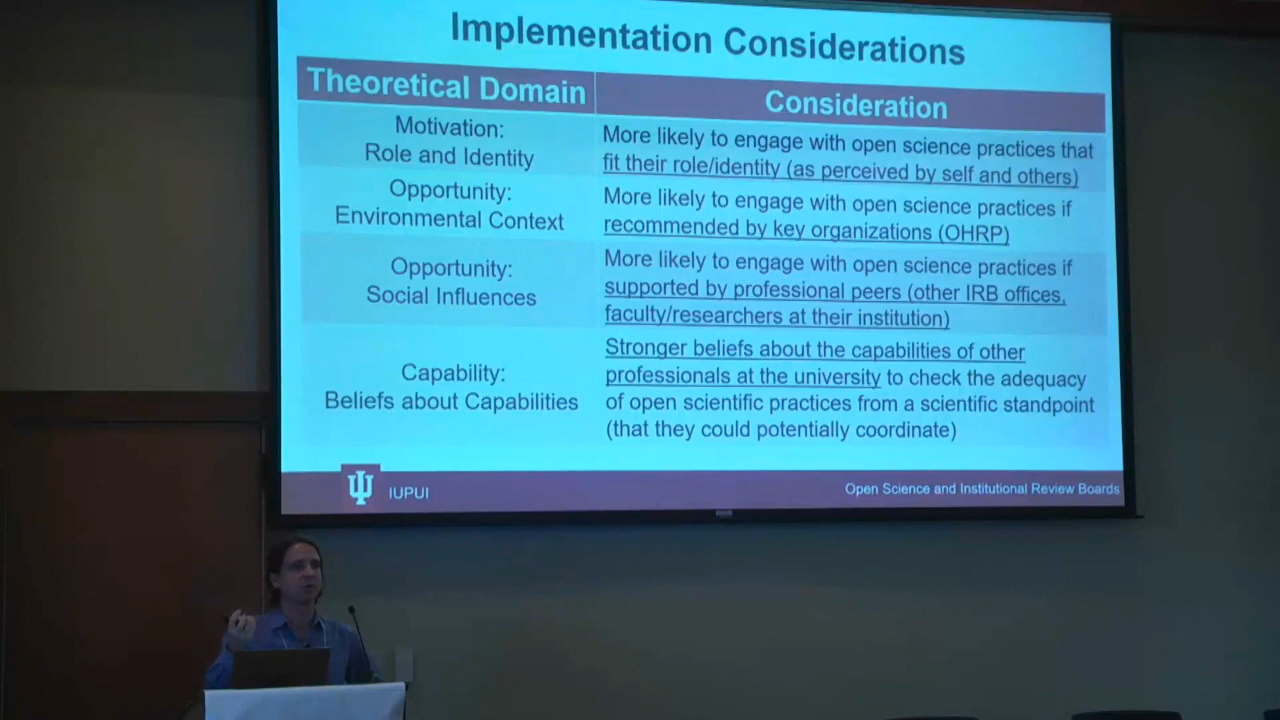 Implementation Considerations
Theoretical Domain
Consideration
Motivation:
Role and Identity
More likely to engage with open science practices that
fit their role/identity (as perceived by self and others)
Opportunity:
Environmental Context
More likely to engage with open science practices if
recommended by key organizations (OHRP)
Opportunity:
Social Influences
More likely to engage with open science practices if
supported by professional peers (other IRB offices,
faculty/researchers at their institution)
Capability:
Beliefs about Capabilities
Stronger beliefs about the capabilities of other
professionals at the university to check the adequacy
of open scientific practices from a scientific standpoint
(that they could potentially coordinate)
IUPUI
Open Science and Institutional Review Boards